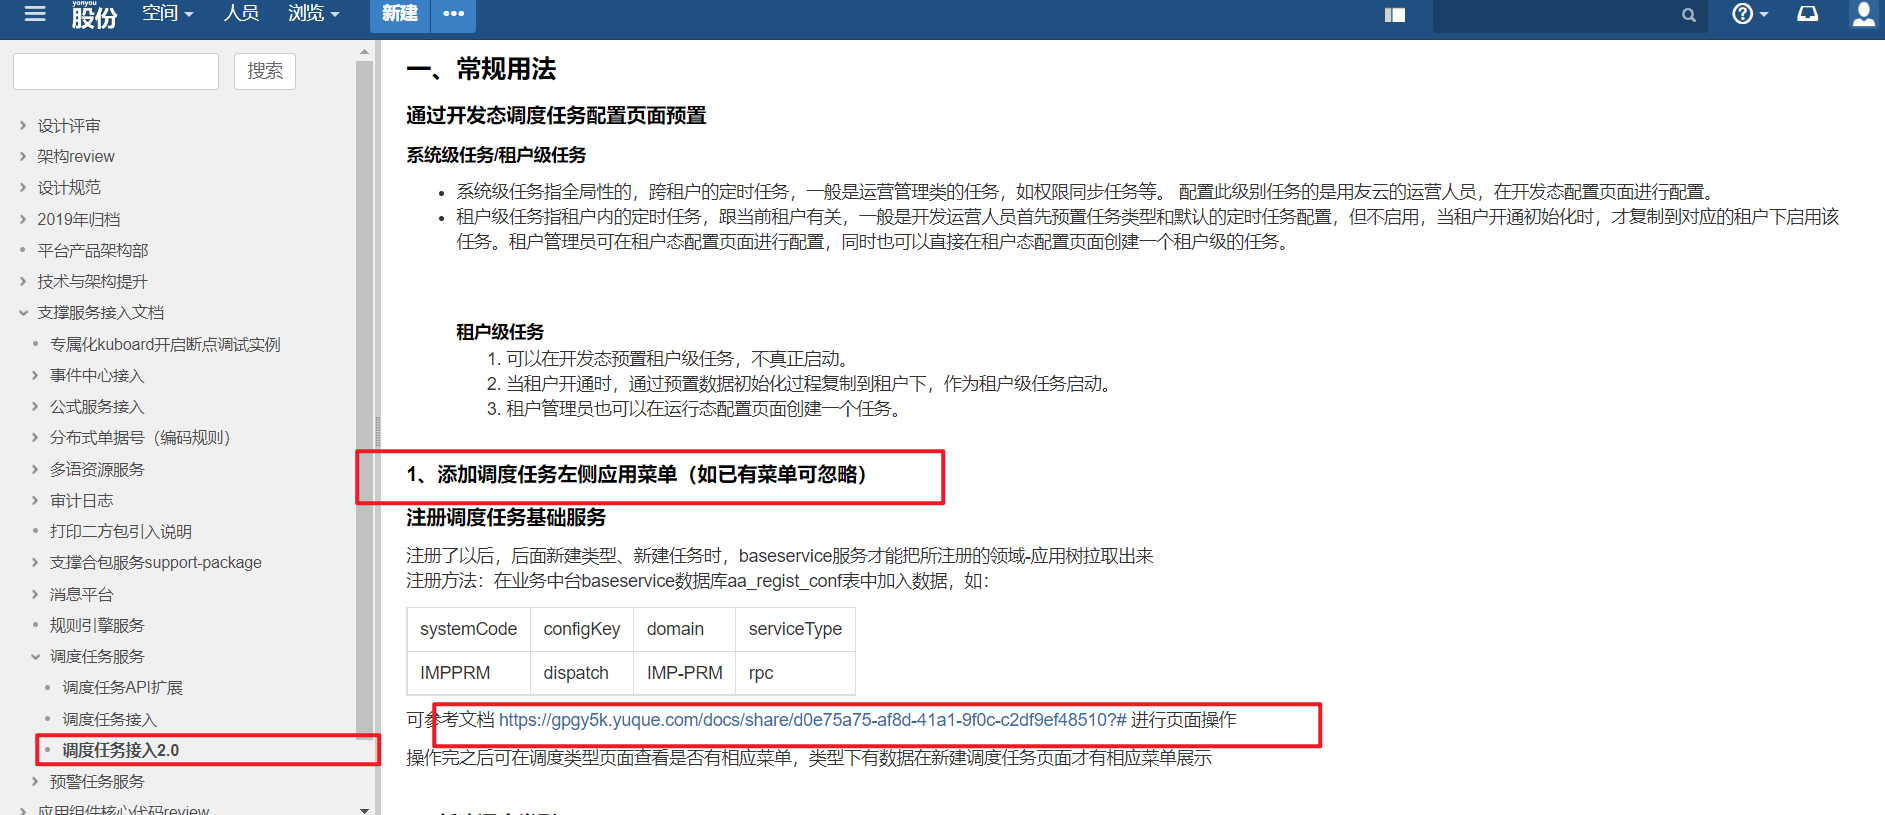 yonyou
股份
空间
人员
浏览
新建
•••
搜索
设计评审
架构review
设计规范
2019年归档
平台产品架构部
技术与架构提升
支撑服务接入文档
专属化kuboard开启断点调试实例
事件中心接入
公式服务接入
分布式单据号（编码规则）
多语资源服务
审计日志
打印二方包引入说明
支撑合包服务support-package
消息平台
规则引擎服务
调度任务服务
调度任务API扩展
调度任务接入
调度任务接入2.0
预警任务服务
应用组件核心代码review
一、常规用法
通过开发态调度任务配置页面预置
系统级任务/租户级任务
• 系统级任务指全局性的，跨租户的定时任务，一般是运营管理类的任务，如权限同步任务等。 配置此级别任务的是用友云的运营人员，在开发态配置页面进行配置。
• 租户级任务指租户内的定时任务，跟当前租户有关，一般是开发运营人员首先预置任务类型和默认的定时任务配置，但不启用，当租户开通初始化时，才复制到对应的租户下启用该
任务。租户管理员可在租户态配置页面进行配置，同时也可以直接在租户态配置页面创建一个租户级的任务。
租户级任务
1. 可以在开发态预置租户级任务，不真正启动。
2. 当租户开通时，通过预置数据初始化过程复制到租户下，作为租户级任务启动。
3. 租户管理员也可以在运行态配置页面创建一个任务。
1、添加调度任务左侧应用菜单（如已有菜单可忽略）
注册调度任务基础服务
注册了以后，后面新建类型、新建任务时，baseservice服务才能把所注册的领域-应用树拉取出来
注册方法：在业务中台baseservice数据库aa_regist_conf表中加入数据，如：
systemCode configKey domain serviceType
IMPPRM dispatch IMP-PRM rpc
可参考文档 https://gpgy5k.yuque.com/docs/share/d0e75a75-af8d-41a1-9f0c-c2df9ef48510?# 进行页面操作
操作完之后可在调度类型页面查看是否有相应菜单，类型下有数据在新建调度任务页面才有相应菜单展示